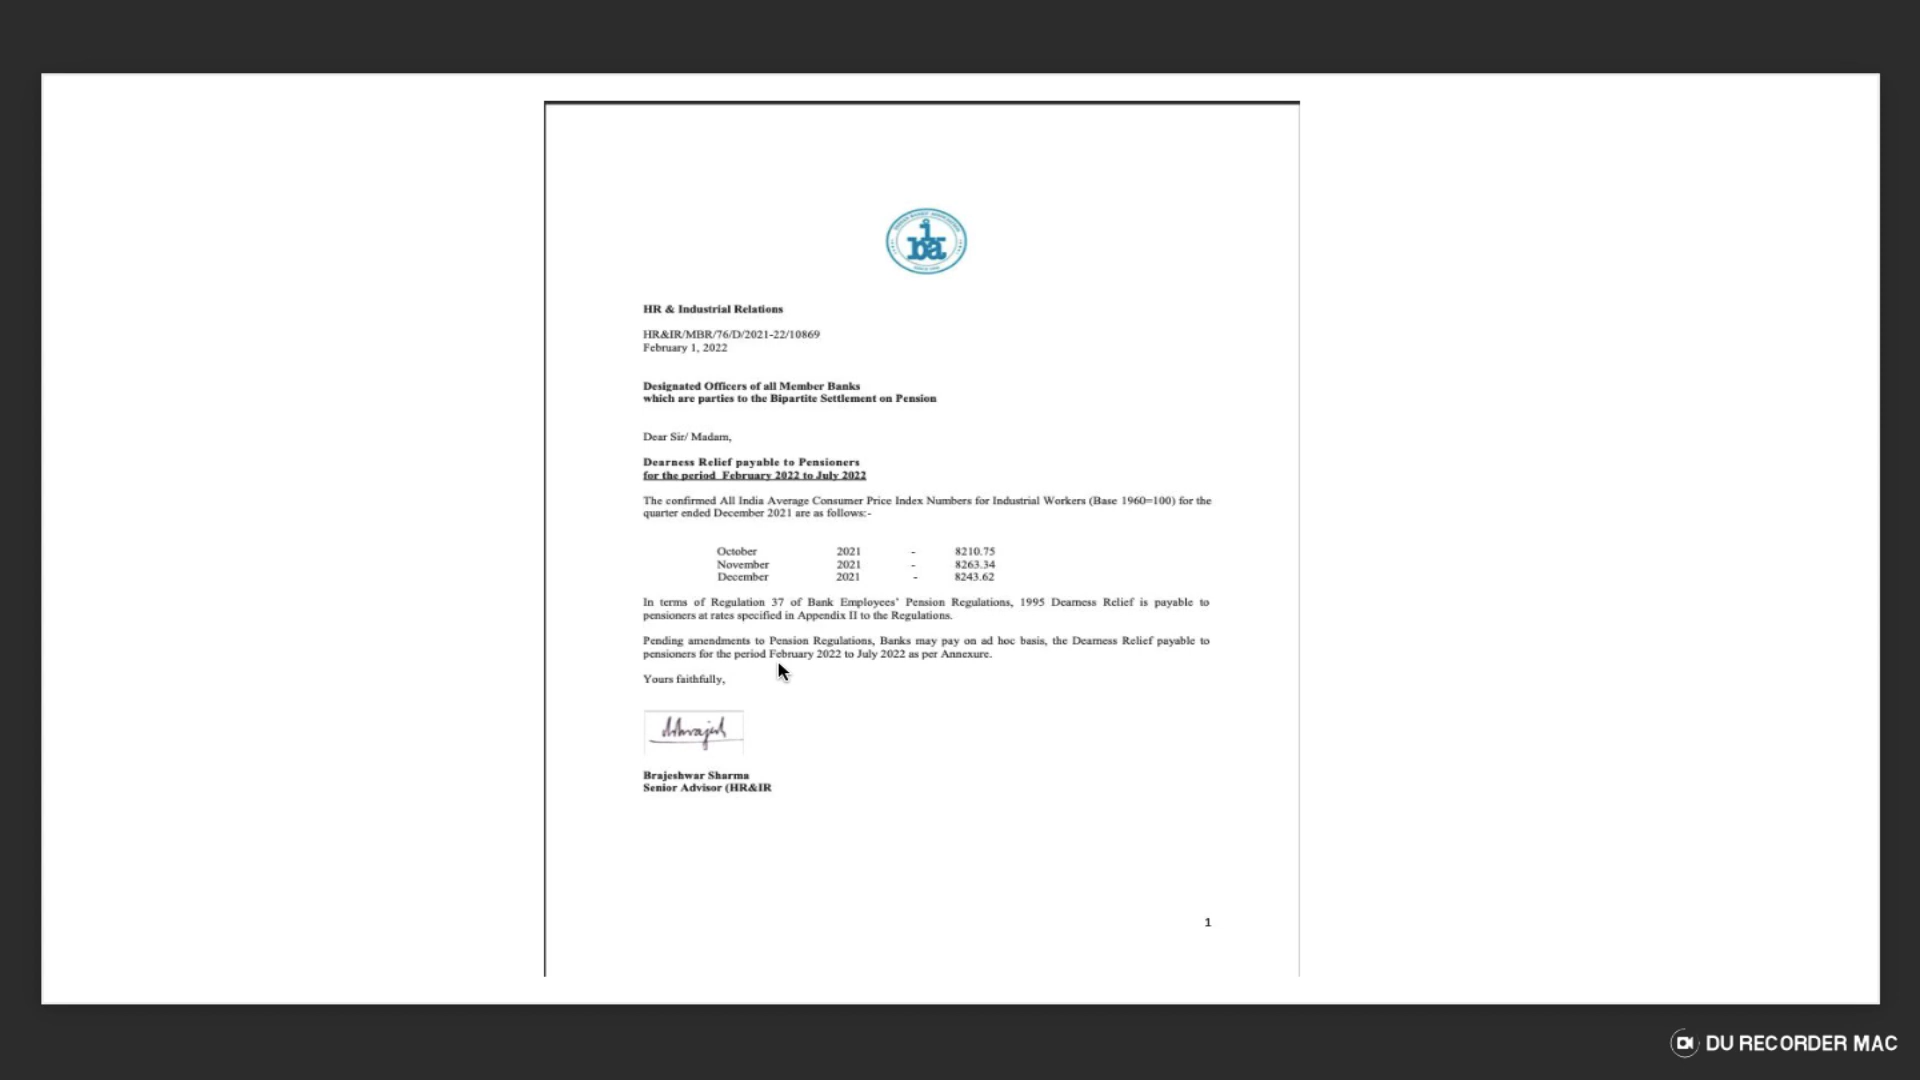 iba
HR & Industrial Relations
HR&IR/MBR/76/D/2021-22/10869
February 1, 2022
Designated Officers of all Member Banks
which are parties to the Bipartite Settlement on Pension
Dear Sir/ Madam,
Dearness Relief payable to Pensioners
for the period February 2022 to July 2022
The confirmed All India Average Consumer Price Index Numbers for Industrial Workers (Base 1960=100) for the
quarter ended December 2021 are as follows:-
October 2021 - 8210.75
November 2021 - 8263.34
December 2021 - 8243.62
In terms of Regulation 37 of Bank Employees' Pension Regulations, 1995 Dearness Relief is payable to
pensioners at rates specified in Appendix II to the Regulations.
Pending amendments to Pension Regulations, Banks may pay on ad hoc basis, the Dearness Relief payable to
pensioners for the period February 2022 to July 2022 as per Annexure.
Yours faithfully,
Brajeshwar Sharma
Senior Advisor (HR&IR
1
DU RECORDER MAC